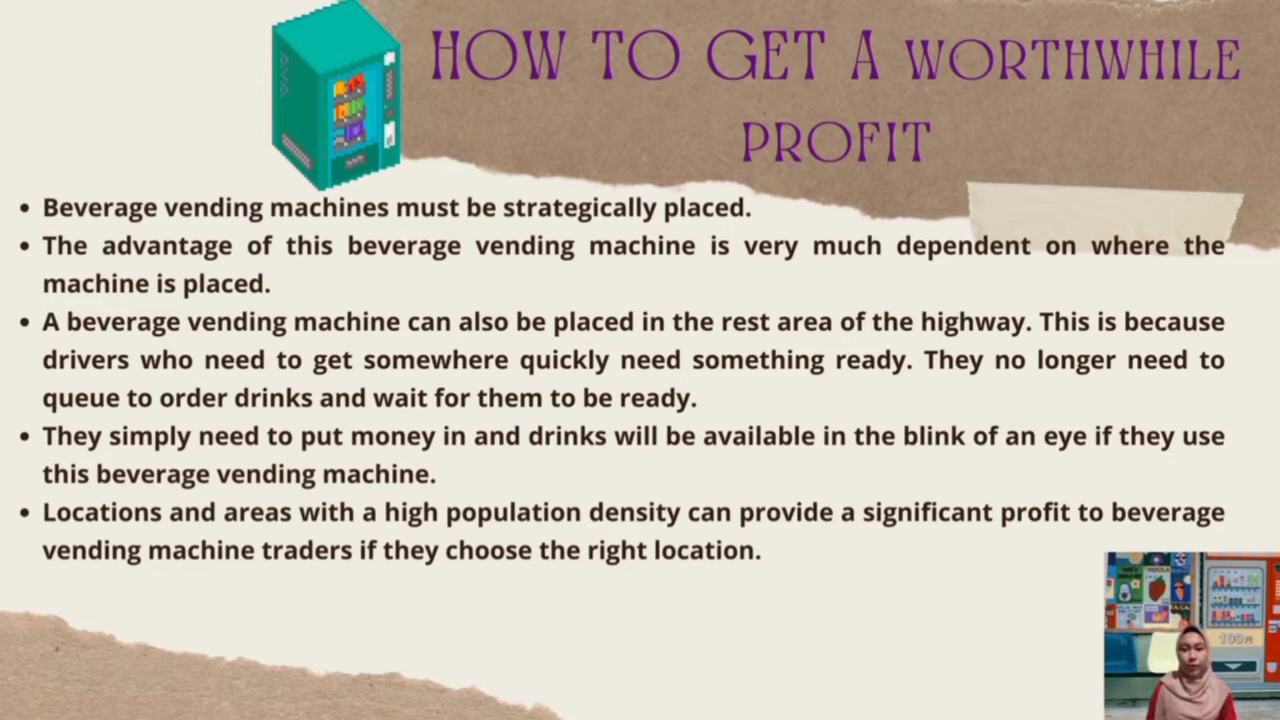 HOW TO GET A WORTHWHILE
PROFIT
• Beverage vending machines must be strategically placed.
• The advantage of this beverage vending machine is very much dependent on where the
machine is placed.
• A beverage vending machine can also be placed in the rest area of the highway. This is because
drivers who need to get somewhere quickly need something ready. They no longer need to
queue to order drinks and wait for them to be ready.
• They simply need to put money in and drinks will be available in the blink of an eye if they use
this beverage vending machine.
• Locations and areas with a high population density can provide a significant profit to beverage
vending machine traders if they choose the right location.